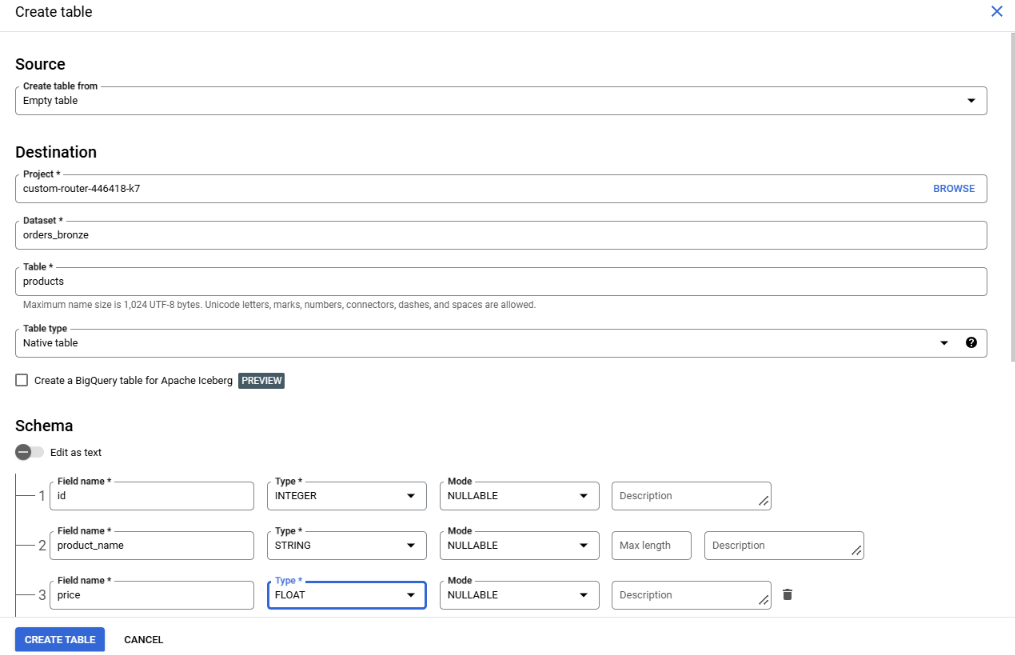 Create table
Source
Create table from
Empty table
Destination
Project *
custom-router-446418-k7
BROWSE
Dataset *
orders_bronze
Table *
products
Maximum name size is 1,024 UTF-8 bytes. Unicode letters, marks, numbers, connectors, dashes, and spaces are allowed.
Table type
Native table
Create a BigQuery table for Apache Iceberg PREVIEW
Schema
Edit as text
Field name * Type * Mode
1 id INTEGER NULLABLE Description
Field name * Type * Mode
2 product_name STRING NULLABLE Max length Description
Field name * Type * Mode
3 price FLOAT NULLABLE Description
CREATE TABLE CANCEL